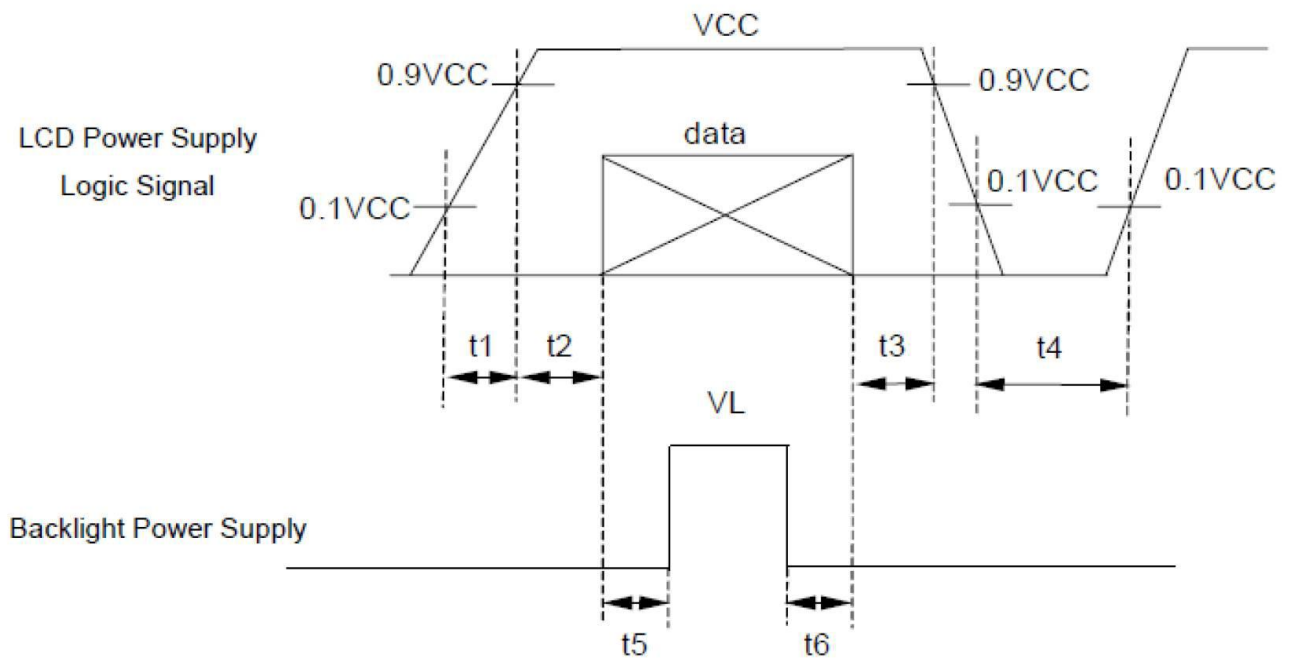 VCC
0.9VCC
0.9VCC
LCD Power Supply
Logic Signal
data
0.1VCC
0.1VCC
0.1VCC
t1
t2
t3
t4
VL
Backlight Power Supply
t5
t6